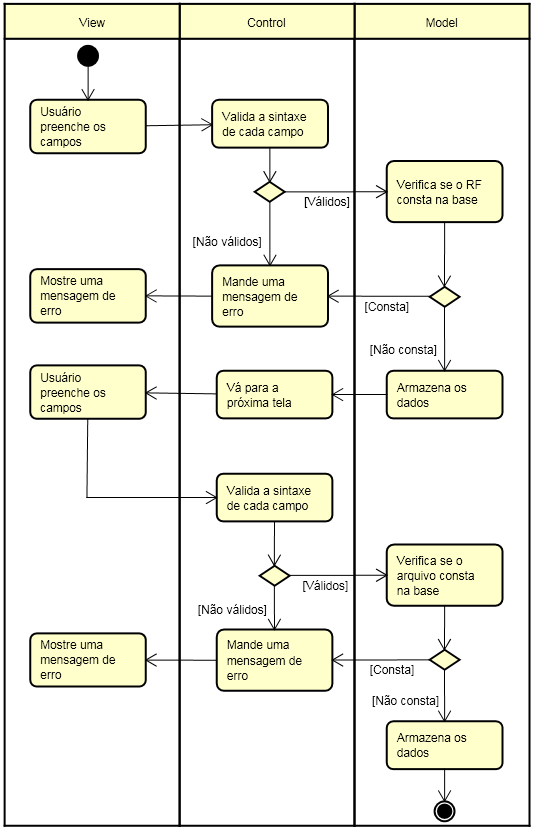 View
Control
Model
Usuário
preenche os
campos
Valida a sintaxe
de cada campo
[Válidos]
Verifica se o RF
consta na base
[Não válidos]
Mostre uma
mensagem de
erro
Mande uma
mensagem de
erro
[Consta]
[Não consta]
Usuário
preenche os
campos
Vá para a
próxima tela
Armazena os
dados
Valida a sintaxe
de cada campo
[Válidos]
Verifica se o
arquivo consta
na base
[Não válidos]
Mostre uma
mensagem de
erro
Mande uma
mensagem de
erro
[Consta]
[Não consta]
Armazena os
dados